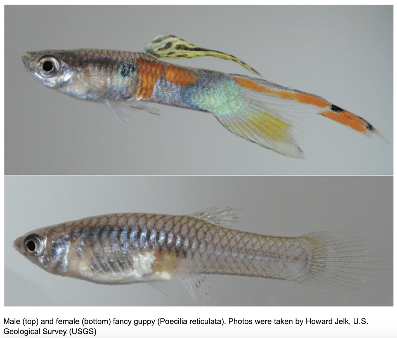 Male (top) and female (bottom) fancy guppy (Poecilia reticulata). Photos were taken by Howard Jelk, U.S.
Geological Survey (USGS)